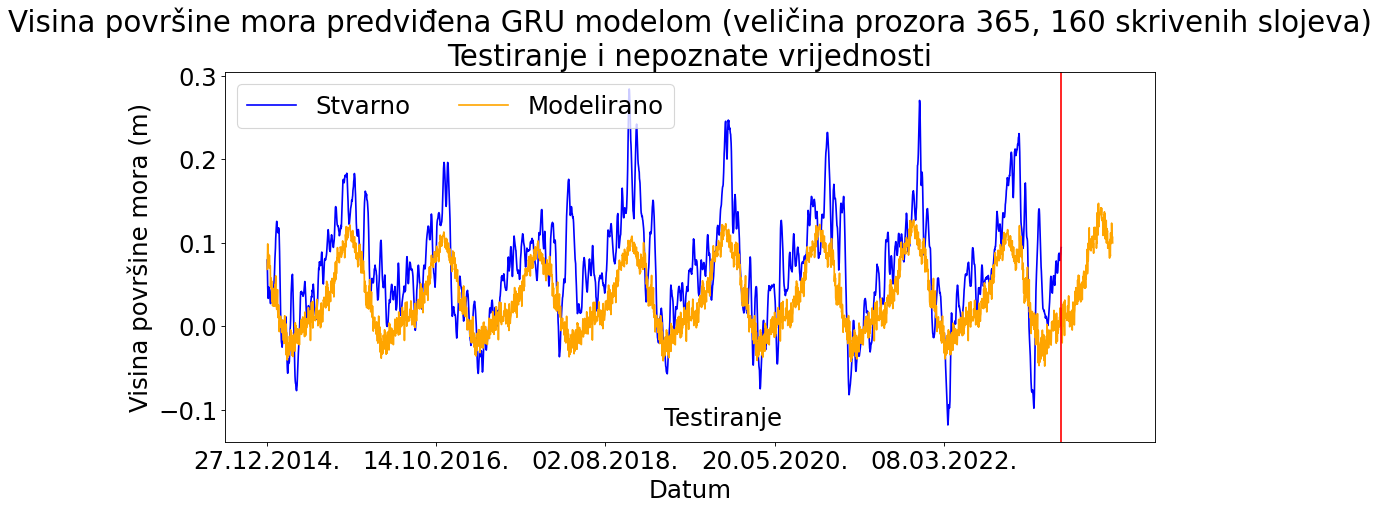 Visina površine mora predviđena GRU modelom (veličina prozora 365, 160 skrivenih slojeva)
Testiranje i nepoznate vrijednosti
Stvarno
Modelirano
Visina površine mora (m)
0.3
0.2
0.1
0.0
−0.1
Testiranje
27.12.2014.
14.10.2016.
02.08.2018.
20.05.2020.
08.03.2022.
Datum